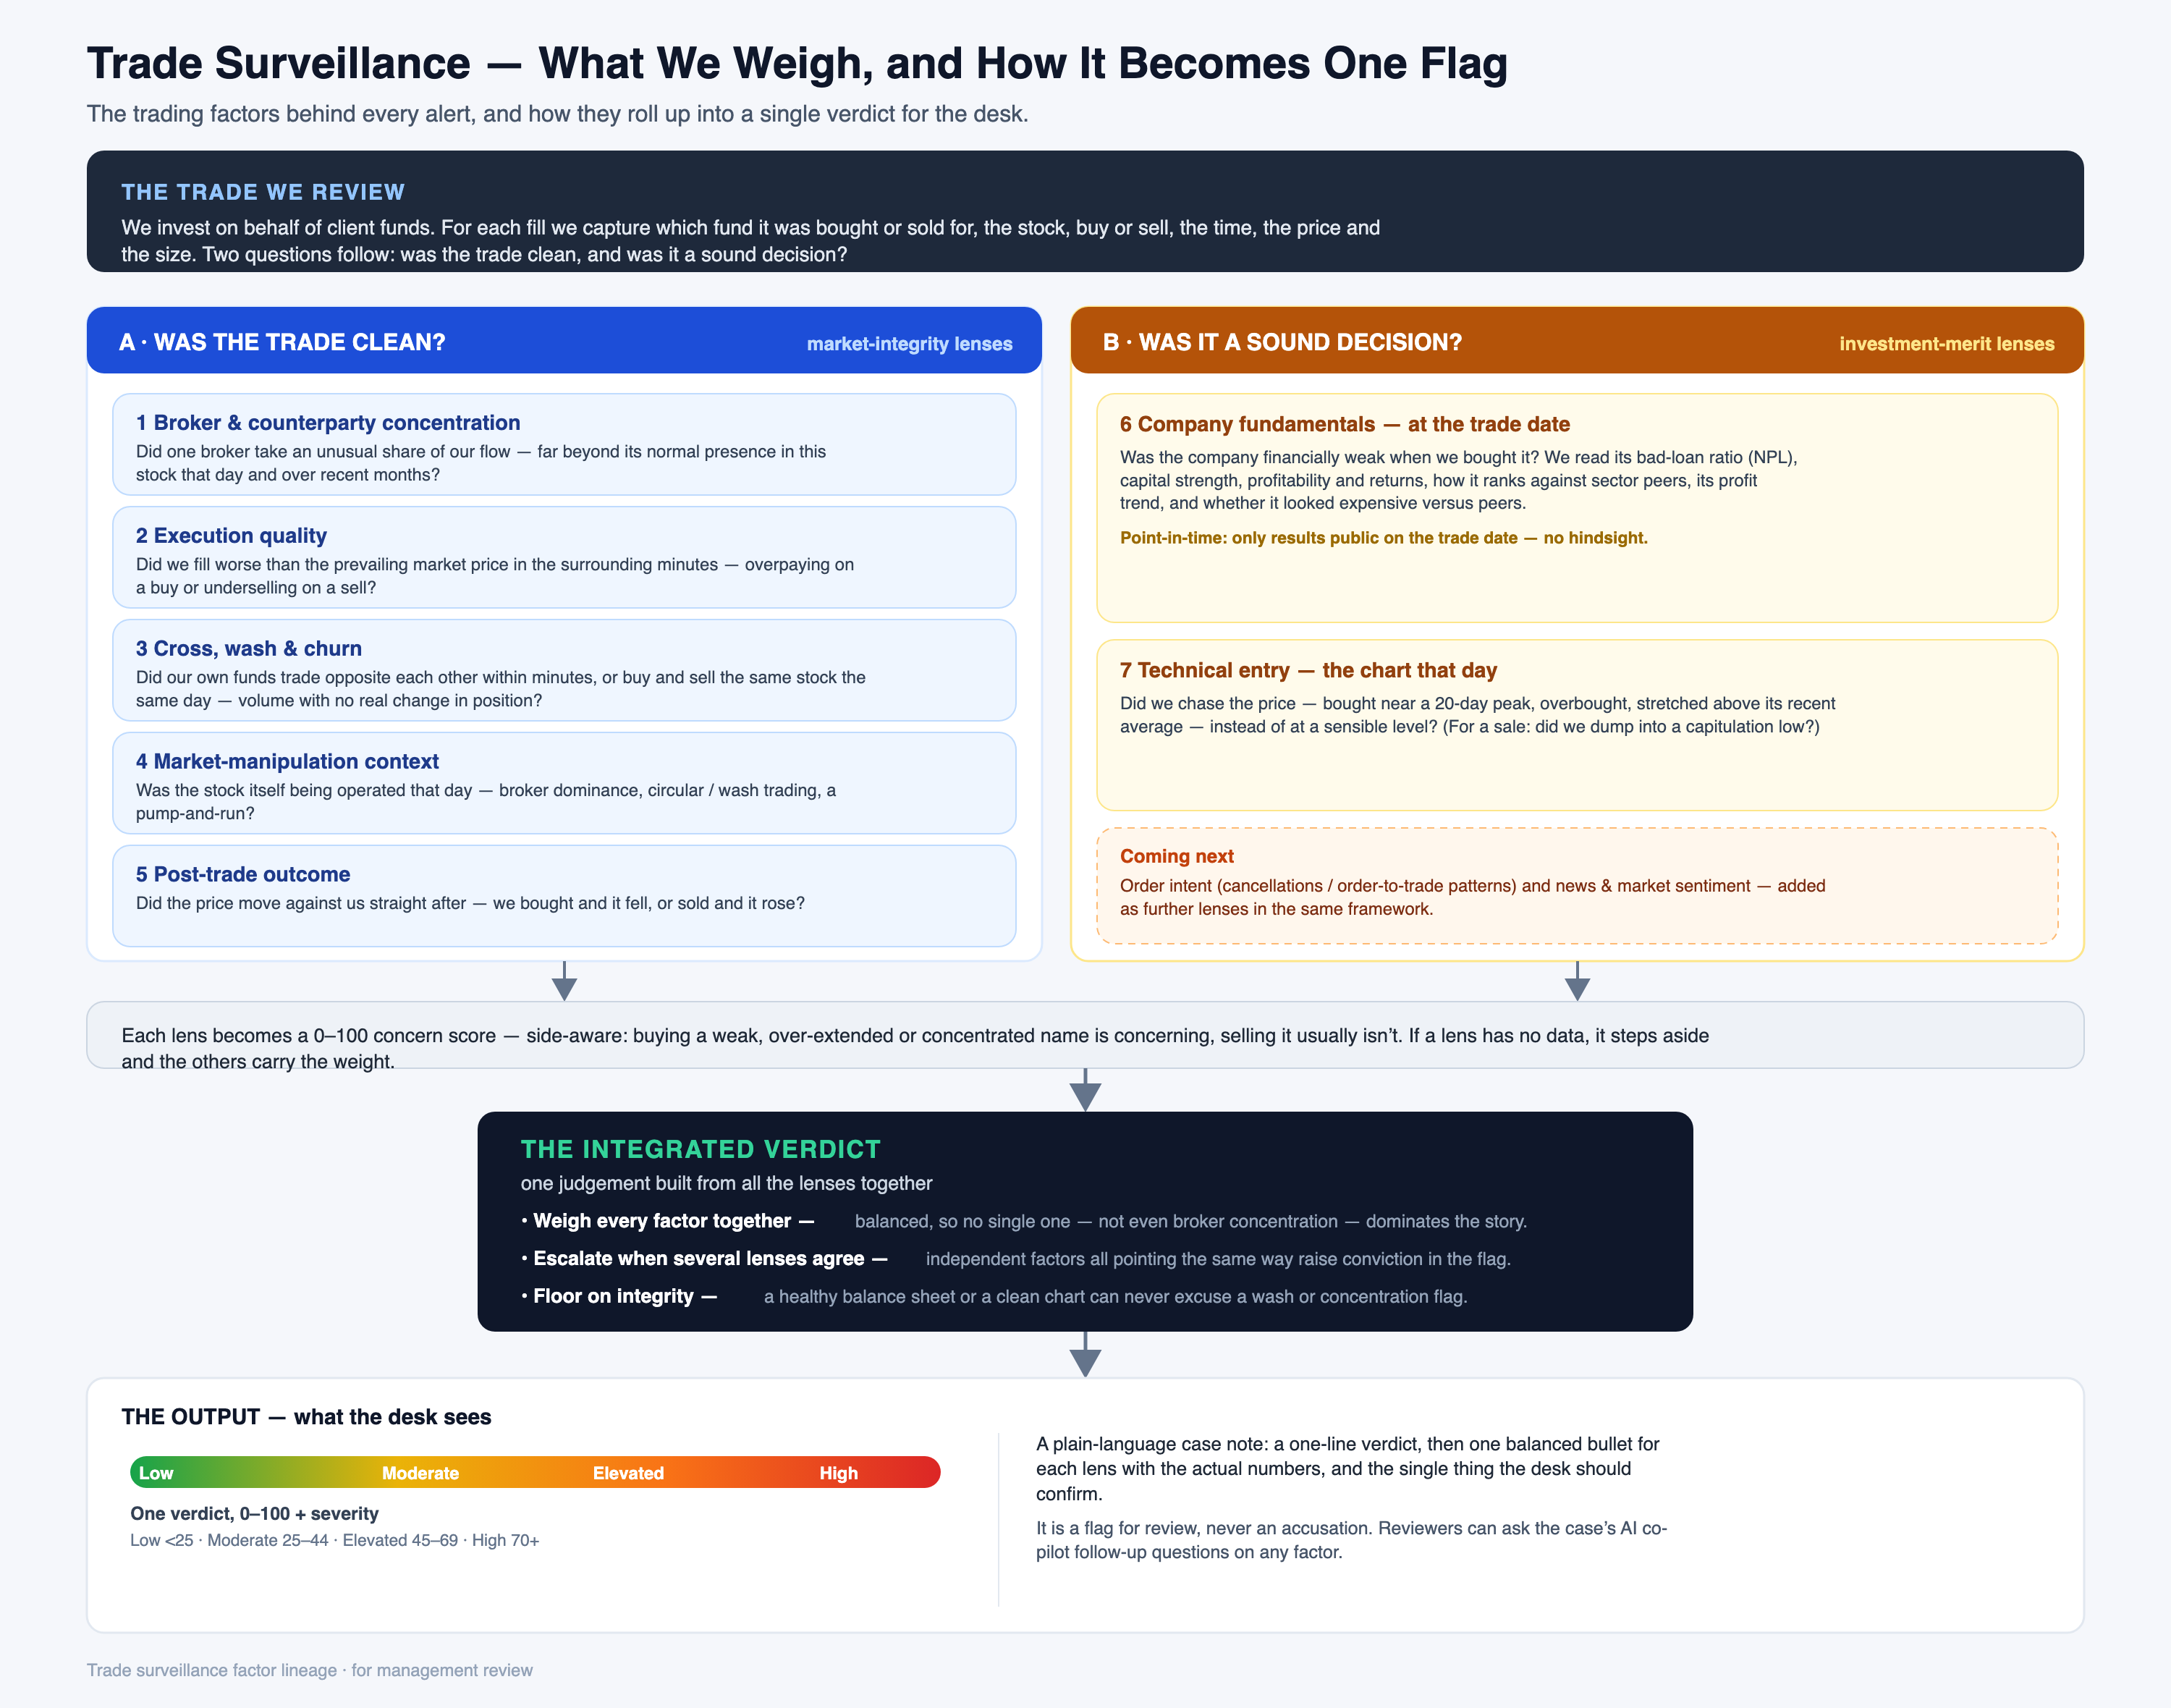 Trade Surveillance — What We Weigh, and How It Becomes One Flag
The trading factors behind every alert, and how they roll up into a single verdict for the desk.
THE TRADE WE REVIEW
We invest on behalf of client funds. For each fill we capture which fund it was bought or sold for, the stock, buy or sell, the time, the price and
the size. Two questions follow: was the trade clean, and was it a sound decision?
A · WAS THE TRADE CLEAN?
market-integrity lenses
1 Broker & counterparty concentration
Did one broker take an unusual share of our flow — far beyond its normal presence in this
stock that day and over recent months?
2 Execution quality
Did we fill worse than the prevailing market price in the surrounding minutes — overpaying on
a buy or underselling on a sell?
3 Cross, wash & churn
Did our own funds trade opposite each other within minutes, or buy and sell the same stock the
same day — volume with no real change in position?
4 Market-manipulation context
Was the stock itself being operated that day — broker dominance, circular / wash trading, a
pump-and-run?
5 Post-trade outcome
Did the price move against us straight after — we bought and it fell, or sold and it rose?
B · WAS IT A SOUND DECISION?
investment-merit lenses
6 Company fundamentals — at the trade date
Was the company financially weak when we bought it? We read its bad-loan ratio (NPL),
capital strength, profitability and returns, how it ranks against sector peers, its profit
trend, and whether it looked expensive versus peers.
Point-in-time: only results public on the trade date — no hindsight.
7 Technical entry — the chart that day
Did we chase the price — bought near a 20-day peak, overbought, stretched above its recent
average — instead of at a sensible level? (For a sale: did we dump into a capitulation low?)
Coming next
Order intent (cancellations / order-to-trade patterns) and news & market sentiment — added
as further lenses in the same framework.
Each lens becomes a 0–100 concern score — side-aware: buying a weak, over-extended or concentrated name is concerning, selling it usually isn’t. If a lens has no data, it steps aside
and the others carry the weight.
THE INTEGRATED VERDICT
one judgement built from all the lenses together
• Weigh every factor together — balanced, so no single one — not even broker concentration — dominates the story.
• Escalate when several lenses agree — independent factors all pointing the same way raise conviction in the flag.
• Floor on integrity — a healthy balance sheet or a clean chart can never excuse a wash or concentration flag.
THE OUTPUT — what the desk sees
Low Moderate Elevated High
One verdict, 0–100 + severity
Low <25 · Moderate 25–44 · Elevated 45–69 · High 70+
A plain-language case note: a one-line verdict, then one balanced bullet for
each lens with the actual numbers, and the single thing the desk should
confirm.
It is a flag for review, never an accusation. Reviewers can ask the case’s AI co-
pilot follow-up questions on any factor.
Trade surveillance factor lineage · for management review